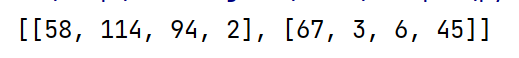 [[58, 114, 94, 2], [67, 3, 6, 45]]